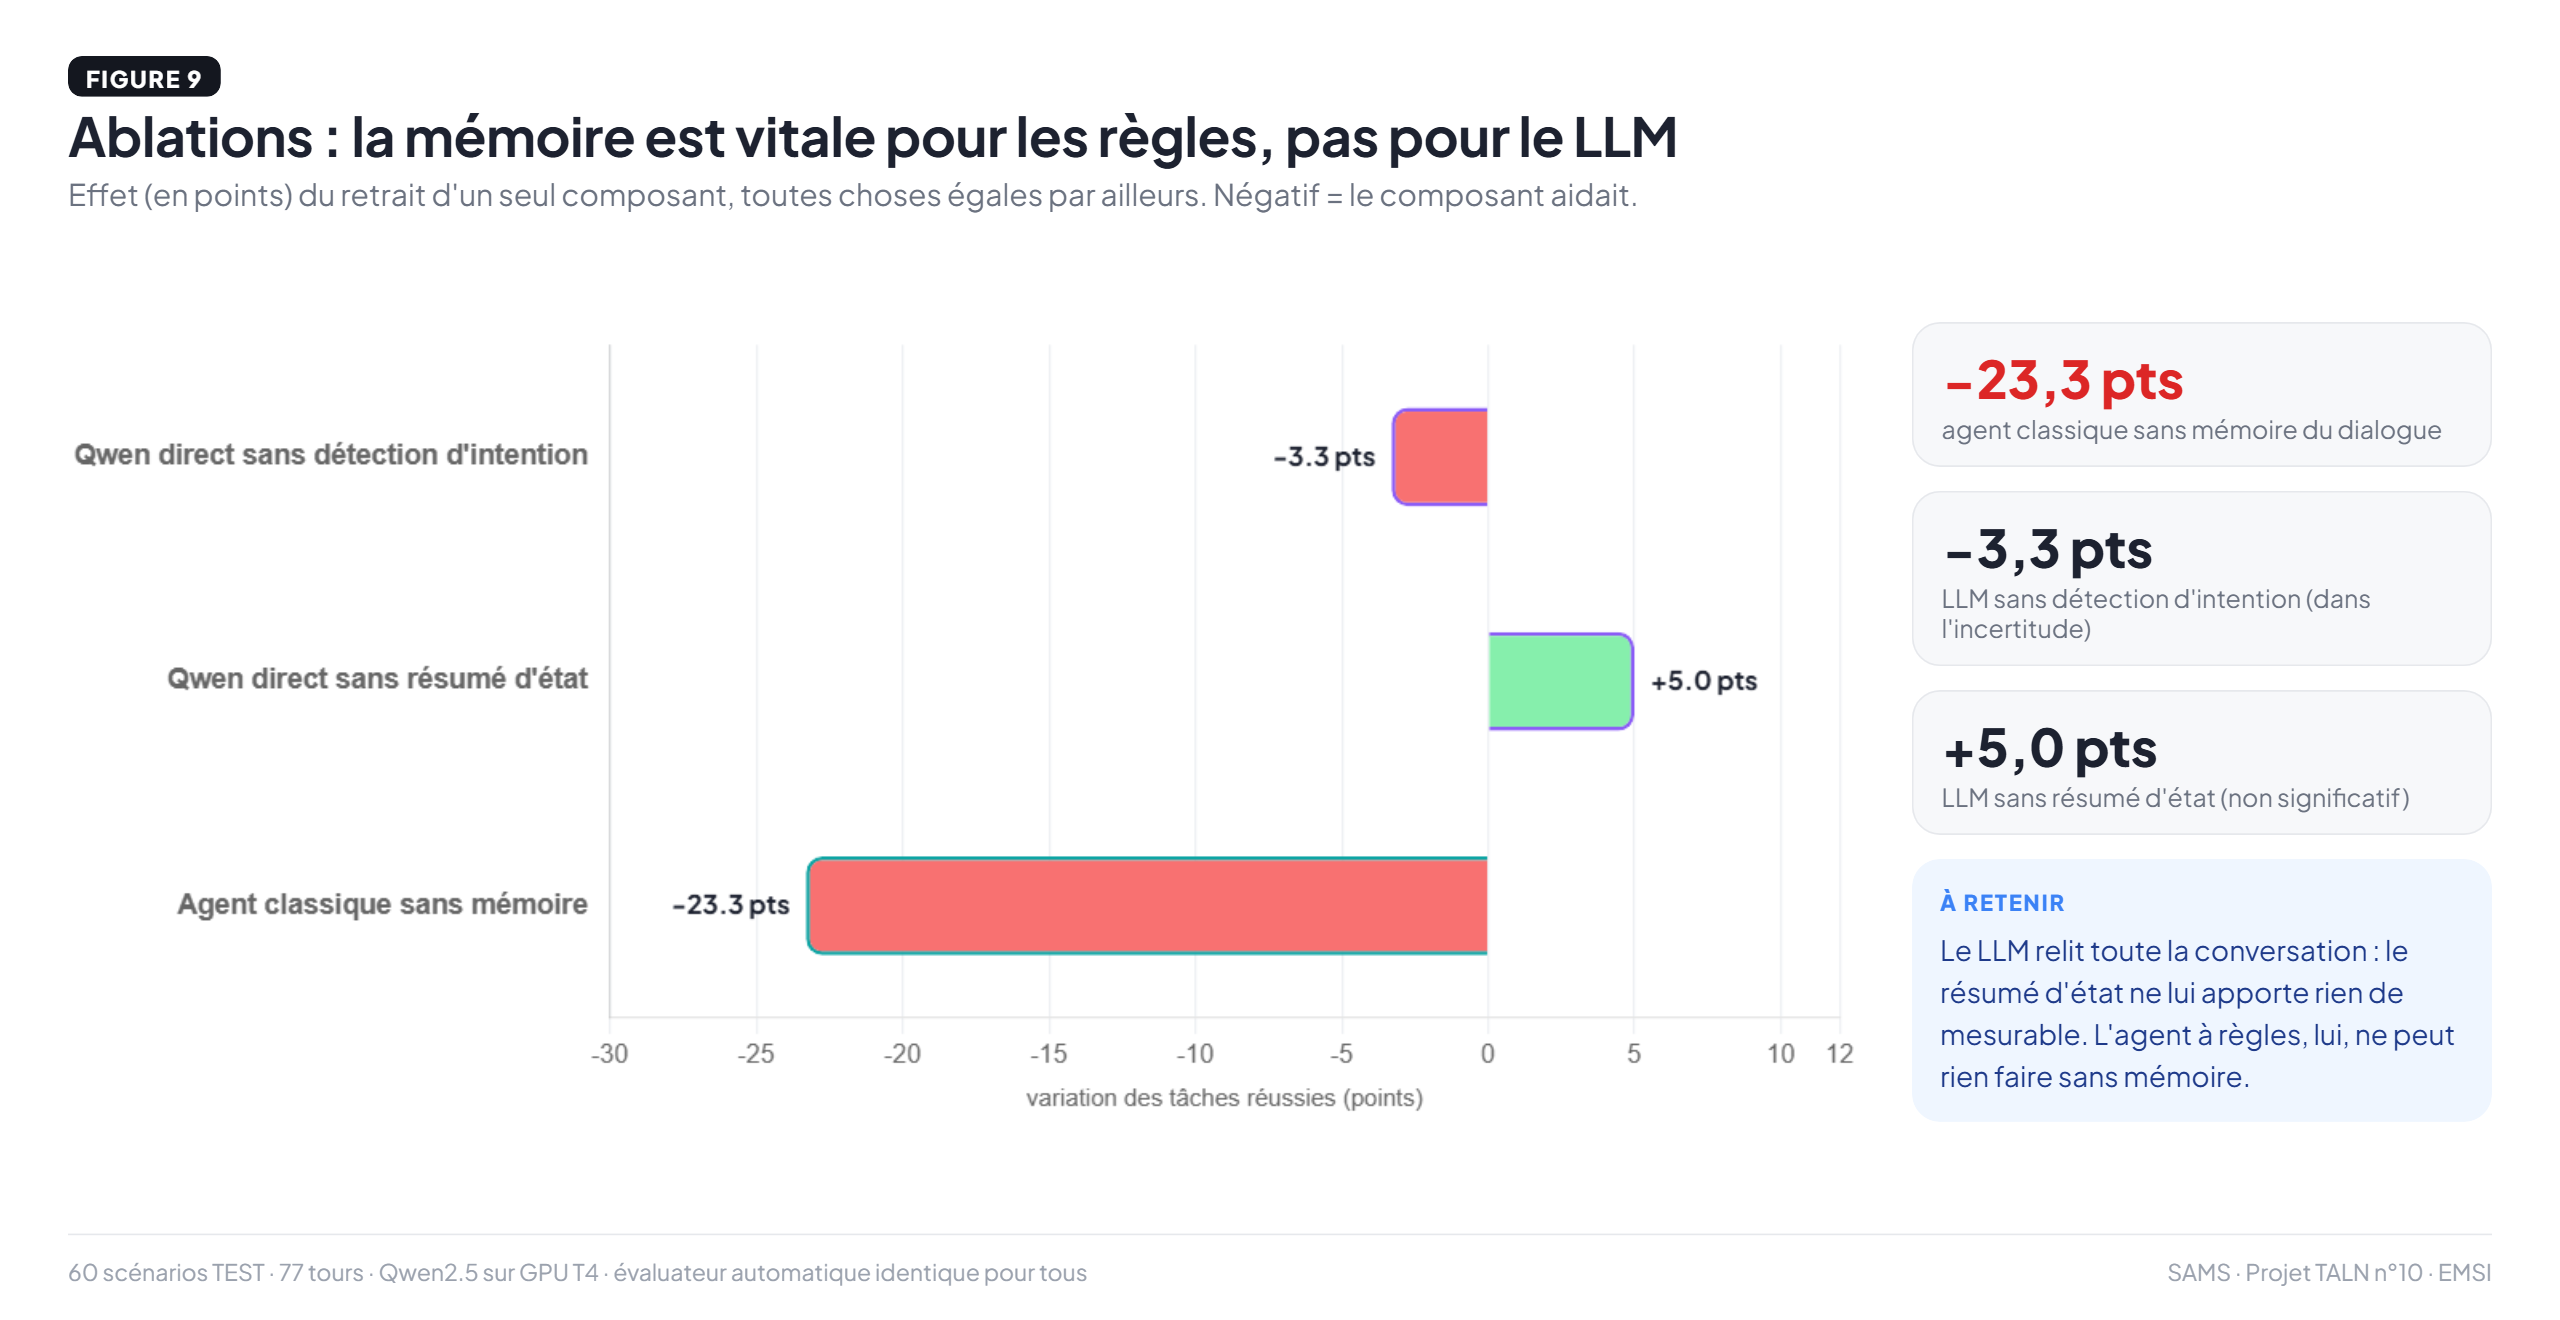 FIGURE 9
Ablations : la mémoire est vitale pour les règles, pas pour le LLM
Effet (en points) du retrait d'un seul composant, toutes choses égales par ailleurs. Négatif = le composant aidait.
Qwen direct sans détection d'intention
-3.3 pts
Qwen direct sans résumé d'état
+5.0 pts
Agent classique sans mémoire
-23.3 pts
-30 -25 -20 -15 -10 -5 0 5 10 12
variation des tâches réussies (points)
−23,3 pts
agent classique sans mémoire du dialogue
−3,3 pts
LLM sans détection d'intention (dans
l'incertitude)
+5,0 pts
LLM sans résumé d'état (non significatif)
À RETENIR
Le LLM relit toute la conversation : le
résumé d'état ne lui apporte rien de
mesurable. L'agent à règles, lui, ne peut
rien faire sans mémoire.
60 scénarios TEST · 77 tours · Qwen2.5 sur GPU T4 · évaluateur automatique identique pour tous
SAMS · Projet TALN n°10 · EMSI